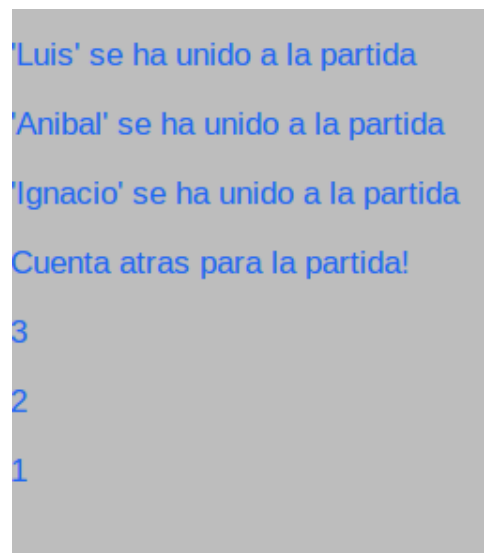 'Luis' se ha unido a la partida
'Anibal' se ha unido a la partida
'Ignacio' se ha unido a la partida
Cuenta atras para la partida!
3
2
1